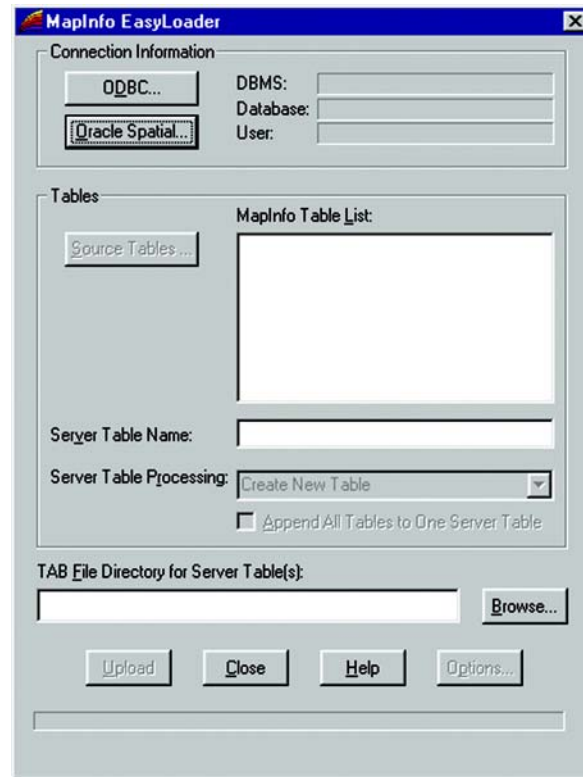 MapInfo EasyLoader
Connection Information
ODBC...
DBMS:
Database:
Oracle Spatial...
User:
Tables
MapInfo Table List:
Source Tables ...
Server Table Name:
Server Table Processing:
Create New Table
Append All Tables to One Server Table
TAB File Directory for Server Table(s):
Browse...
Upload
Close
Help
Options...